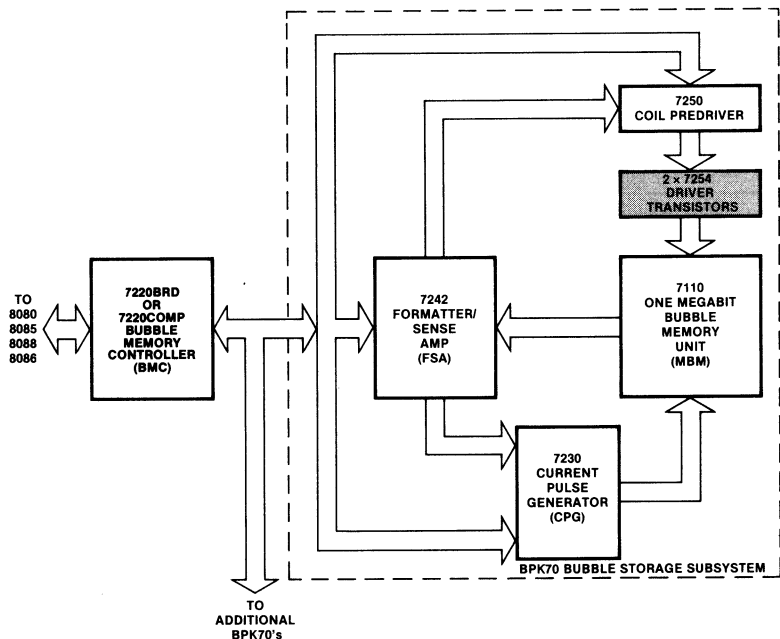 7250
COIL PREDRIVER
2 × 7254
DRIVER
TRANSISTORS
TO
8080
8085
8088
8086
7220BRD
OR
7220COMP
BUBBLE
MEMORY
CONTROLLER
(BMC)
7242
FORMATTER/
SENSE
AMP
(FSA)
7110
ONE MEGABIT
BUBBLE
MEMORY
UNIT
(MBM)
7230
CURRENT
PULSE
GENERATOR
(CPG)
BPK70 BUBBLE STORAGE SUBSYSTEM
TO
ADDITIONAL
BPK70's